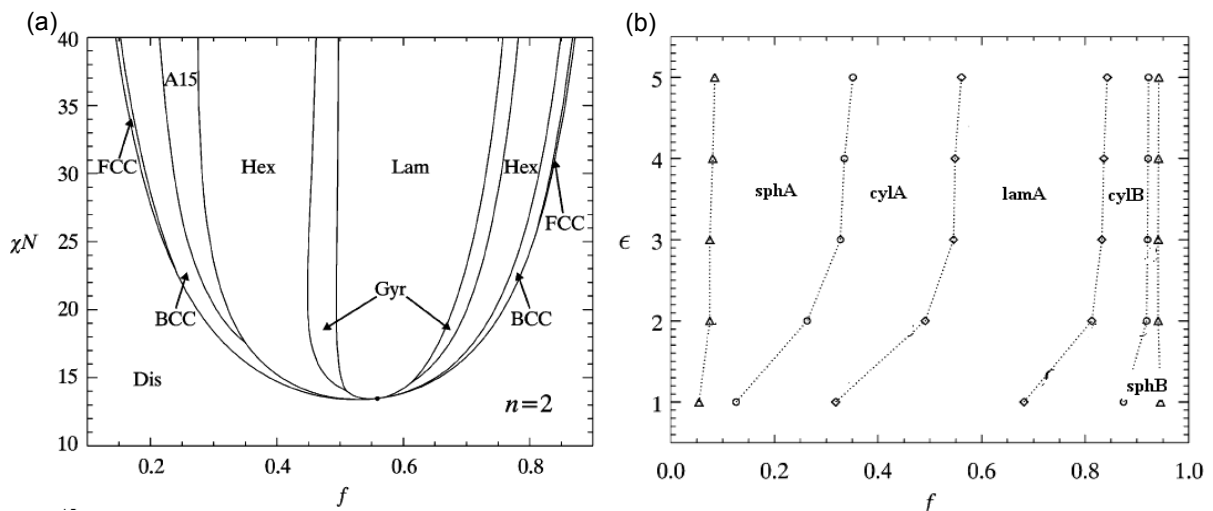 (a)
40
35
30
25
20
15
10
χN
A15
FCC
Hex
Lam
Hex
FCC
BCC
Gyr
BCC
Dis
n=2
0.2 0.4 0.6 0.8
f
(b)
5
4
3
2
1
ϵ
sphA
cylA
lamA
cylB
sphB
0.0 0.2 0.4 0.6 0.8 1.0
f